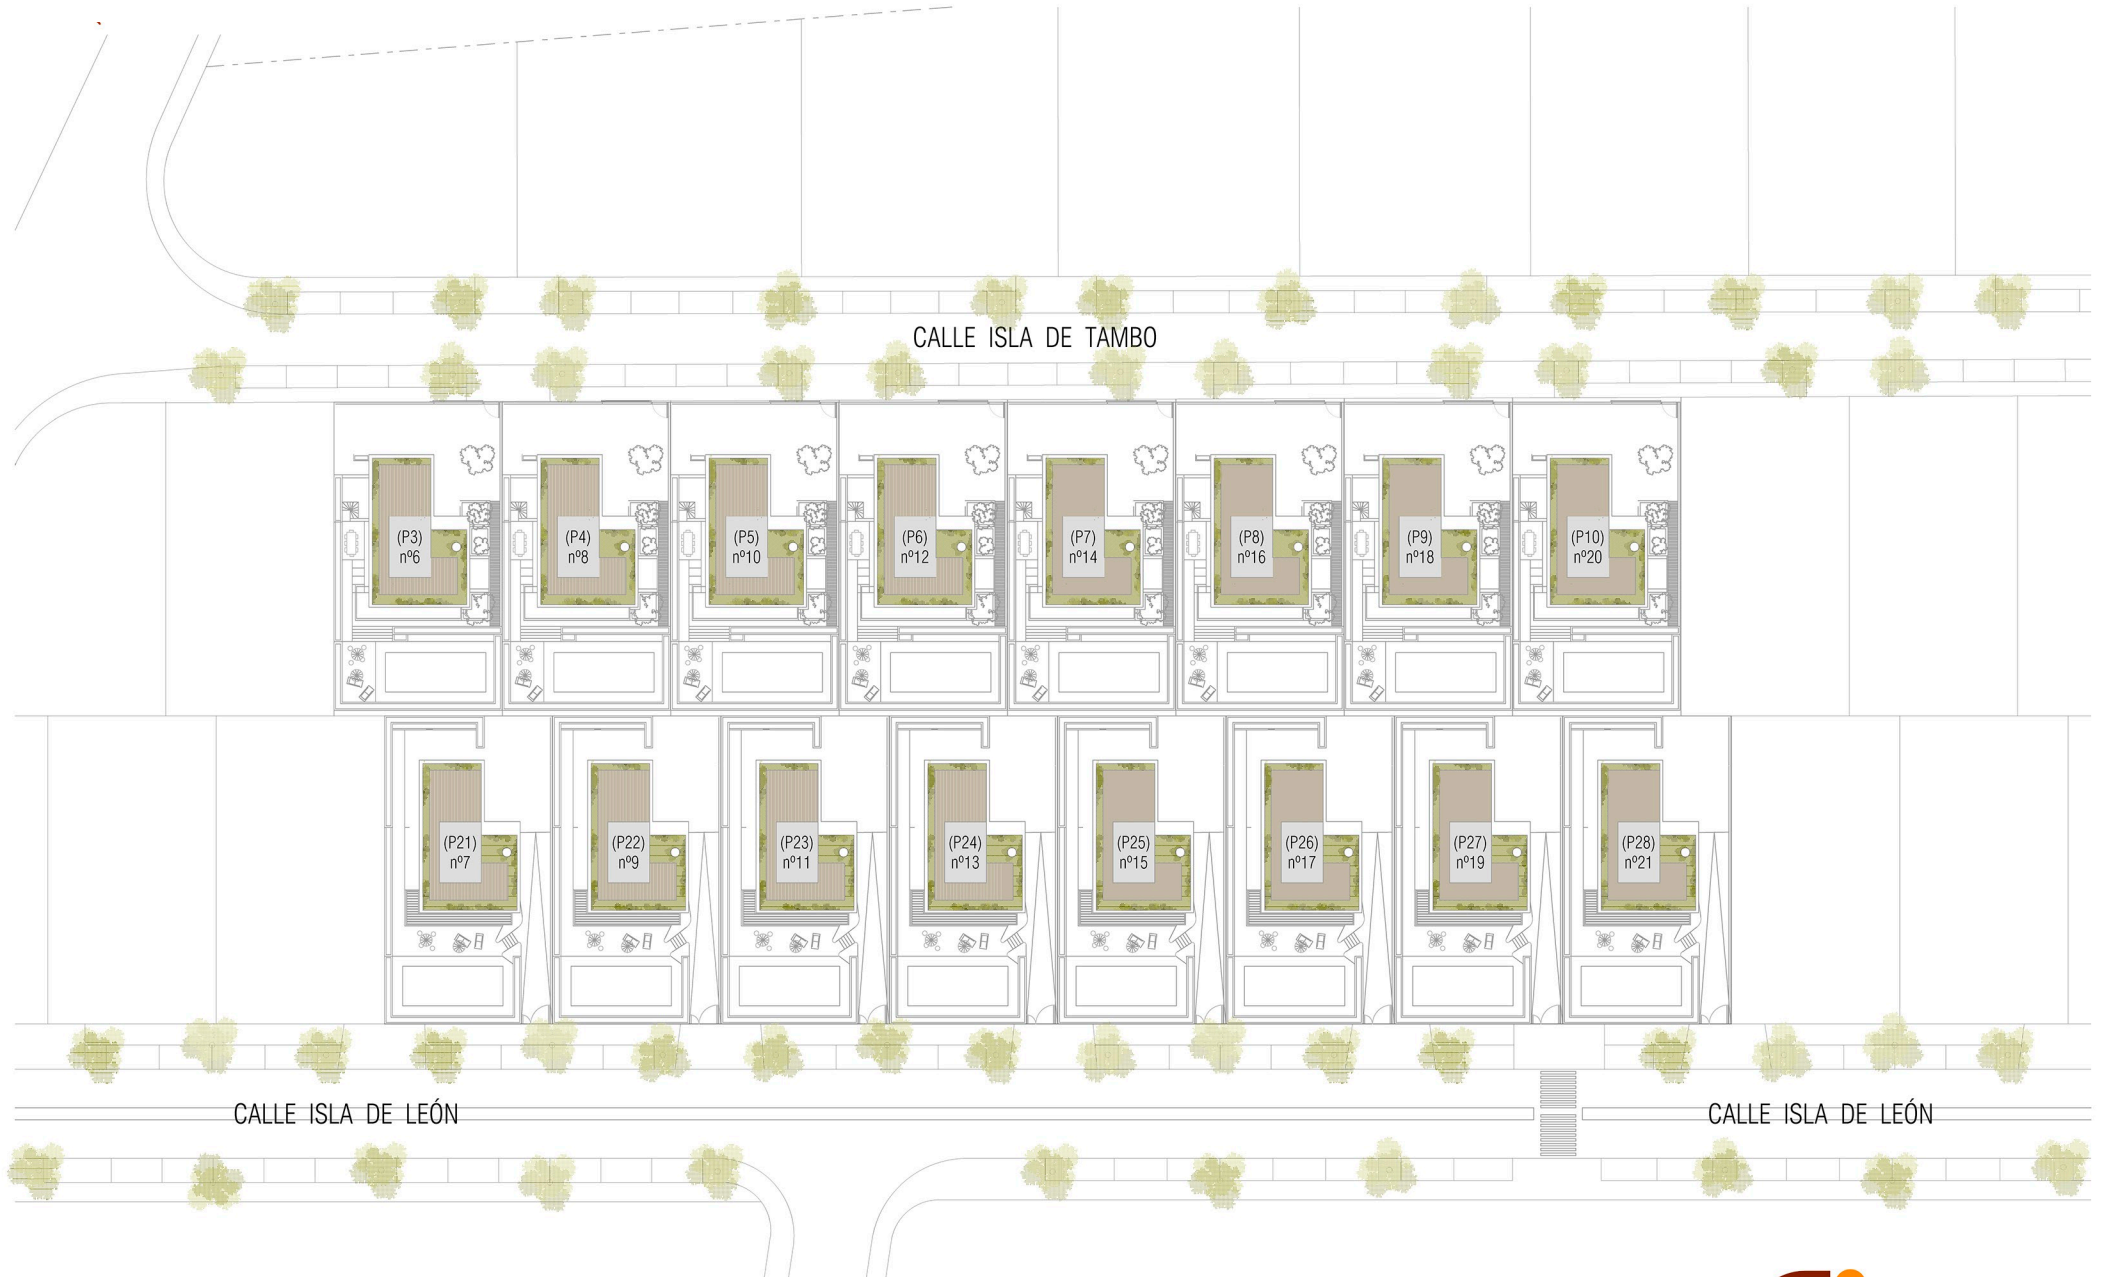 CALLE ISLA DE TAMBO
(P3)
nº6
(P4)
nº8
(P5)
nº10
(P6)
nº12
(P7)
nº14
(P8)
nº16
(P9)
nº18
(P10)
nº20
(P21)
nº7
(P22)
nº9
(P23)
nº11
(P24)
nº13
(P25)
nº15
(P26)
nº17
(P27)
nº19
(P28)
nº21
CALLE ISLA DE LEÓN
CALLE ISLA DE LEÓN